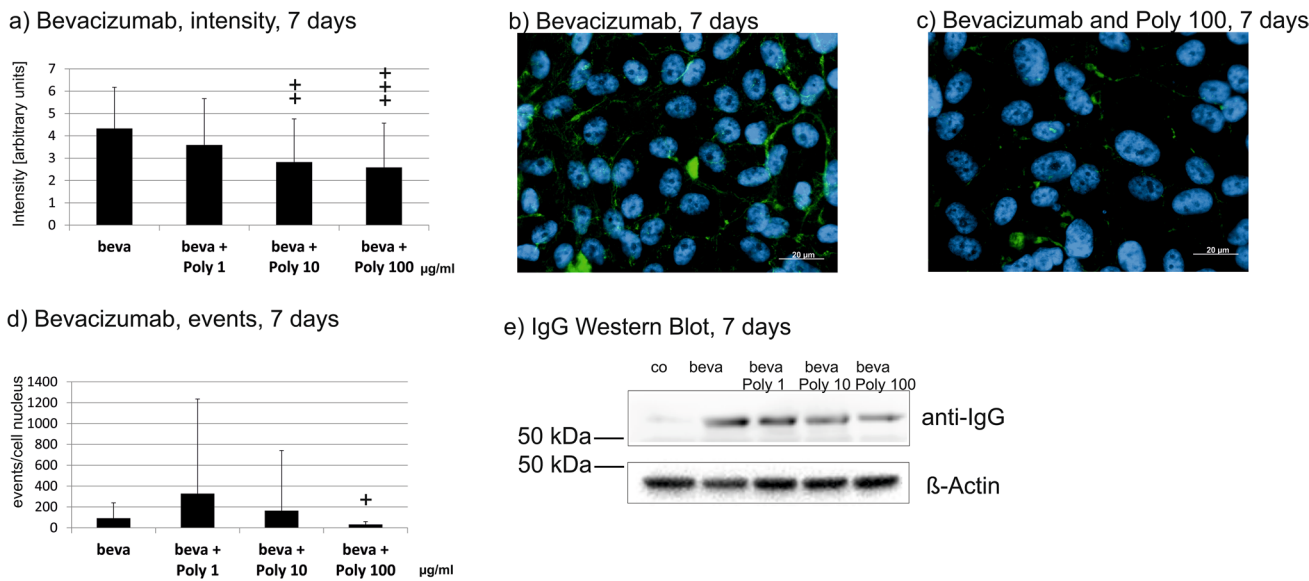 a) Bevacizumab, intensity, 7 days
Intensity [arbitrary units]
7
6
5
4
3
2
1
0
++
+++
beva
beva + Poly 1
beva + Poly 10
beva + Poly 100
µg/ml
b) Bevacizumab, 7 days
20 µm
c) Bevacizumab and Poly 100, 7 days
20 µm
d) Bevacizumab, events, 7 days
events/cell nucleus
1400
1200
1000
800
600
400
200
0
+
beva
beva + Poly 1
beva + Poly 10
beva + Poly 100
µg/ml
e) IgG Western Blot, 7 days
co
beva
beva Poly 1
beva Poly 10
beva Poly 100
anti-IgG
50 kDa
50 kDa
ß-Actin